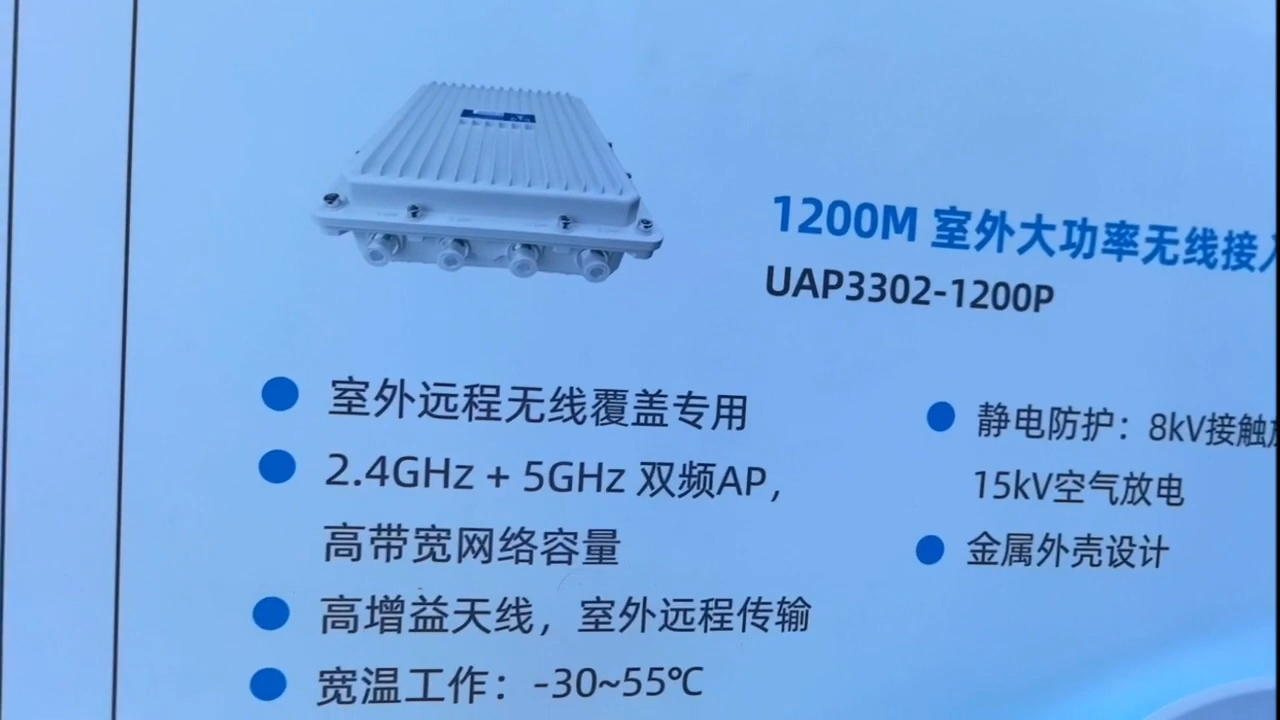 1200M 室外大功率无线接
UAP3302-1200P
室外远程无线覆盖专用
2.4GHz + 5GHz 双频AP，
高带宽网络容量
高增益天线，室外远程传输
宽温工作：-30~55℃
静电防护：8kV接触
15kV空气放电
金属外壳设计